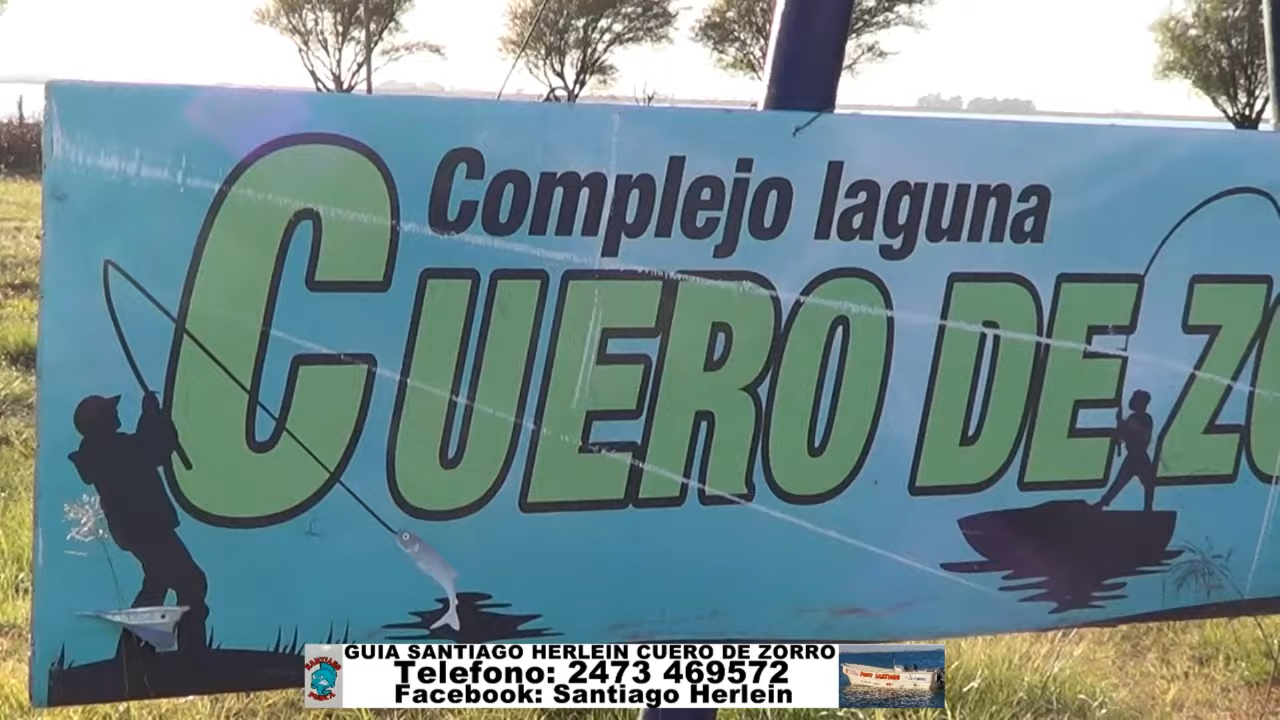 Complejo laguna
CUERO DE ZO
GUIA SANTIAGO HERLEIN CUERO DE ZORRO
Telefono: 2473 469572
Facebook: Santiago Herlein